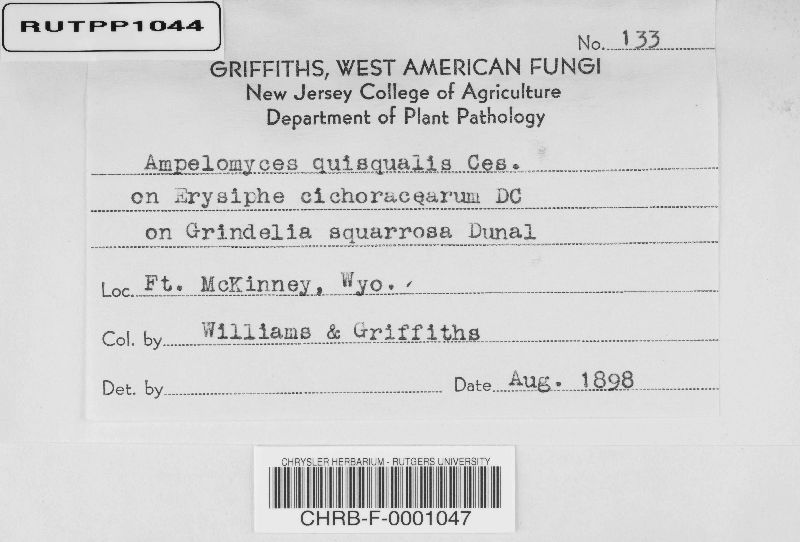 RUTPP1044
No. 133
GRIFFITHS, WEST AMERICAN FUNGI
New Jersey College of Agriculture
Department of Plant Pathology
Ampelomyces quisqualis Ces.
on Erysiphe cichoracearum DC
on Grindelia squarrosa Dunal
Loc. Ft. McKinney, Wyo.
Col. by Williams & Griffiths
Det. by Date Aug. 1898
CHRYSLER HERBARIUM - RUTGERS UNIVERSITY
CHRB-F-0001047